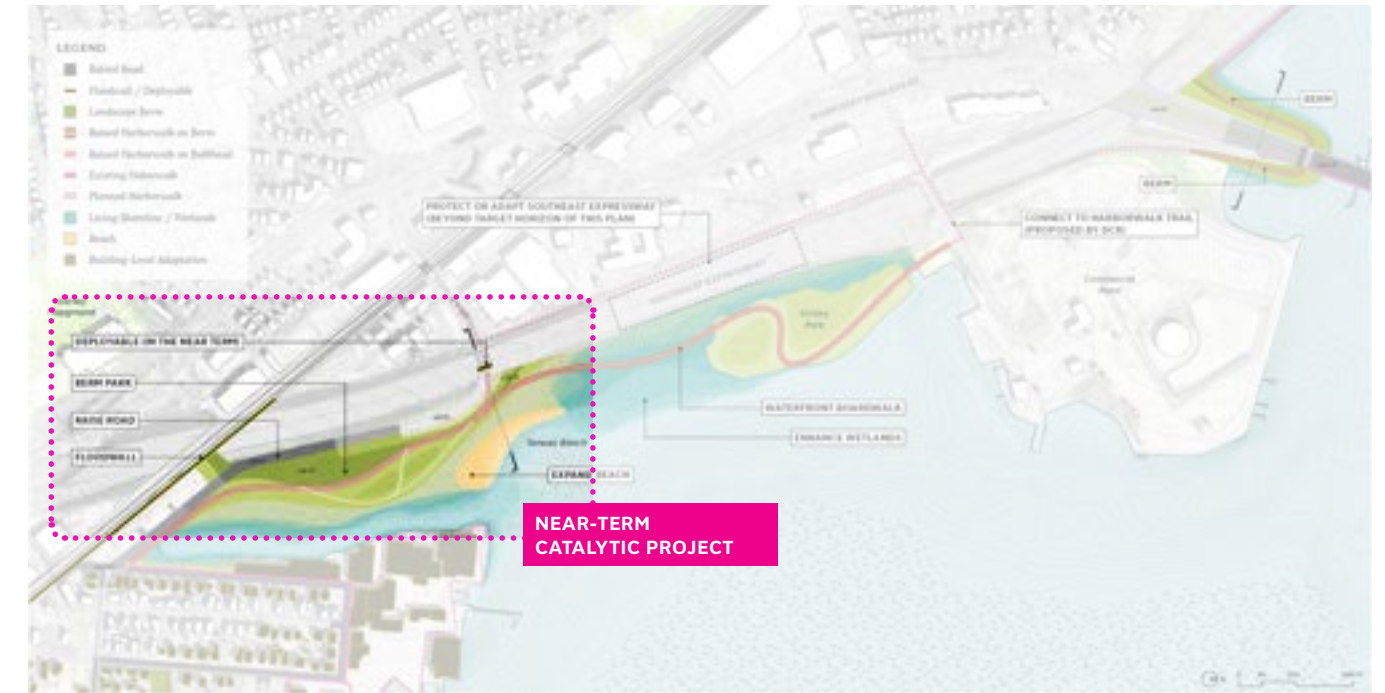 LEGEND
Raised Road
Floodwall / Deployable
Landscape Berm
Raised Harborwalk on Berm
Raised Harborwalk on Bulkhead
Existing Harborwalk
Planned Harborwalk
Living Shoreline / Wetlands
Beach
Building-Level Adaptation
BERM
BERM
PROTECT OR ADAPT SOUTHEAST EXPRESSWAY
(BEYOND TARGET HORIZON OF THIS PLAN)
CONNECT TO HARBORWALK TRAIL
(PROPOSED BY DCR)
Commercial
Point
DEPLOYABLE (IN THE NEAR TERM)
BERM PARK
RAISE ROAD
FLOODWALL
Tenean Beach
EXPAND BEACH
WATERFRONT BOARDWALK
ENHANCE WETLANDS
NEAR-TERM
CATALYTIC PROJECT